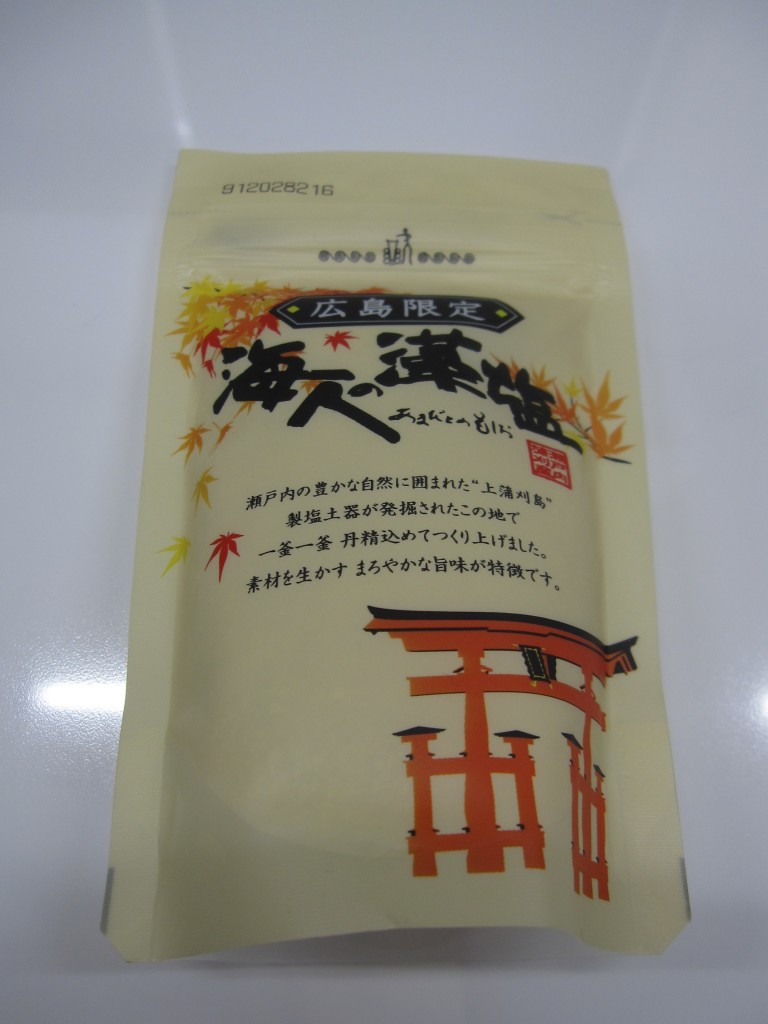 912028216
広島限定
海人の藻塩
あまびとのもしお
瀬戸内の豊かな自然に囲まれた“上蒲刈島”
製塩土器が発掘されたこの地で
一釜一釜 丹精込めてつくり上げました。
素材を生かす まろやかな旨味が特徴です。